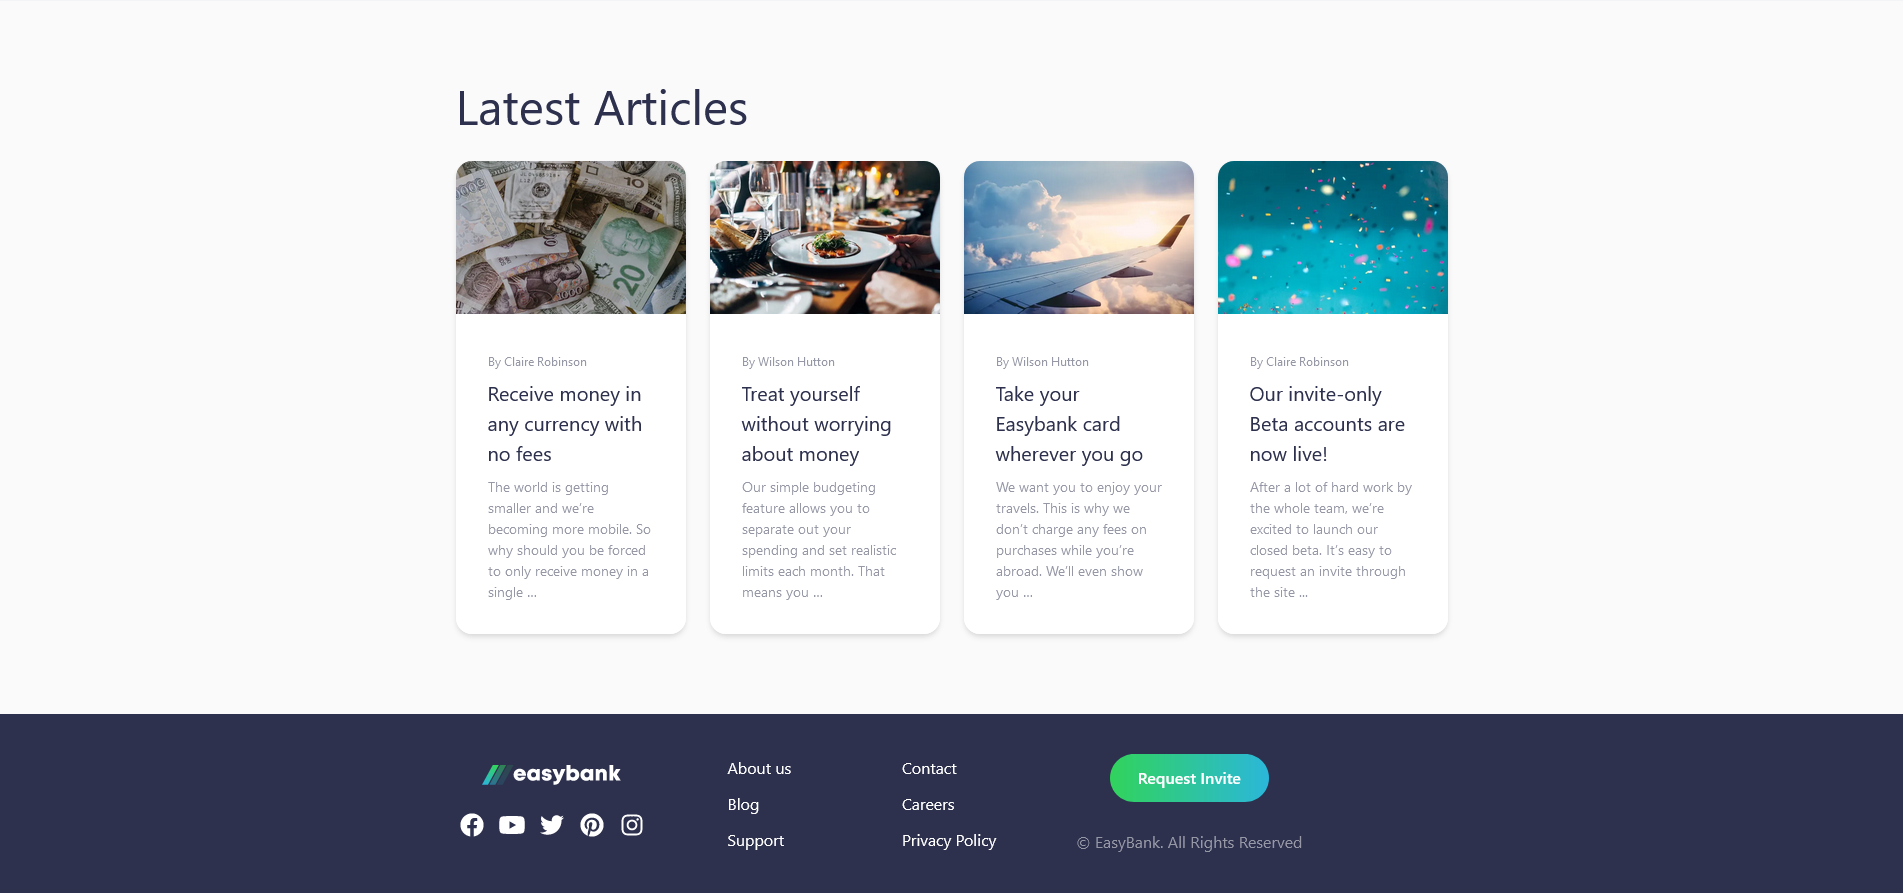 Latest Articles
By Claire Robinson
Receive money in
any currency with
no fees
The world is getting
smaller and we’re
becoming more mobile. So
why should you be forced
to only receive money in a
single …
By Wilson Hutton
Treat yourself
without worrying
about money
Our simple budgeting
feature allows you to
separate out your
spending and set realistic
limits each month. That
means you …
By Wilson Hutton
Take your
Easybank card
wherever you go
We want you to enjoy your
travels. This is why we
don’t charge any fees on
purchases while you’re
abroad. We’ll even show
you …
By Claire Robinson
Our invite-only
Beta accounts are
now live!
After a lot of hard work by
the whole team, we’re
excited to launch our
closed beta. It’s easy to
request an invite through
the site ...
easybank
About us
Blog
Support
Contact
Careers
Privacy Policy
Request Invite
© EasyBank. All Rights Reserved